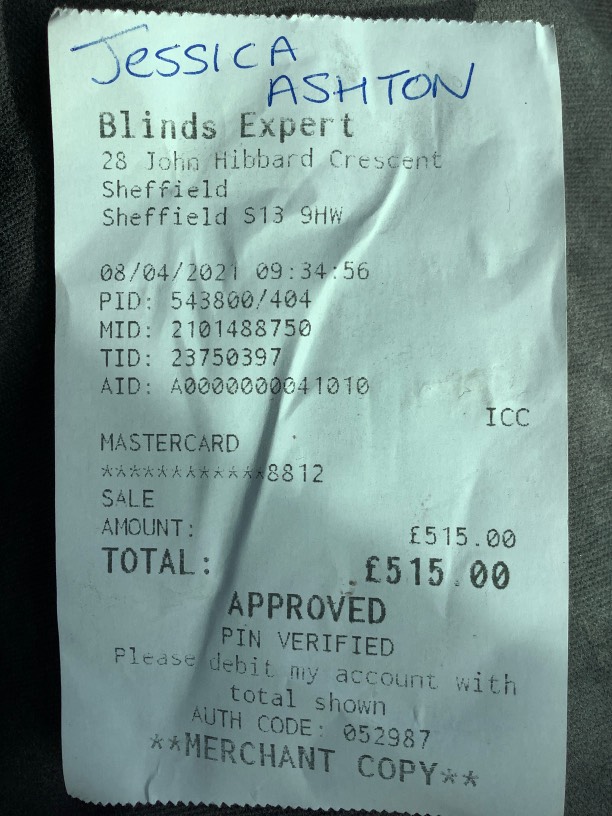 Jessica
Ashton
Blinds Expert
28 John Hibbard Crescent
Sheffield
Sheffield S13 9HW
08/04/2021 09:34:56
PID: 543800/404
MID: 2101488750
TID: 23750397
AID: A0000000041010
ICC
MASTERCARD
************8812
SALE
AMOUNT: £515.00
TOTAL: £515.00
APPROVED
PIN VERIFIED
Please debit my account with
total shown
AUTH CODE: 052987
**MERCHANT COPY**